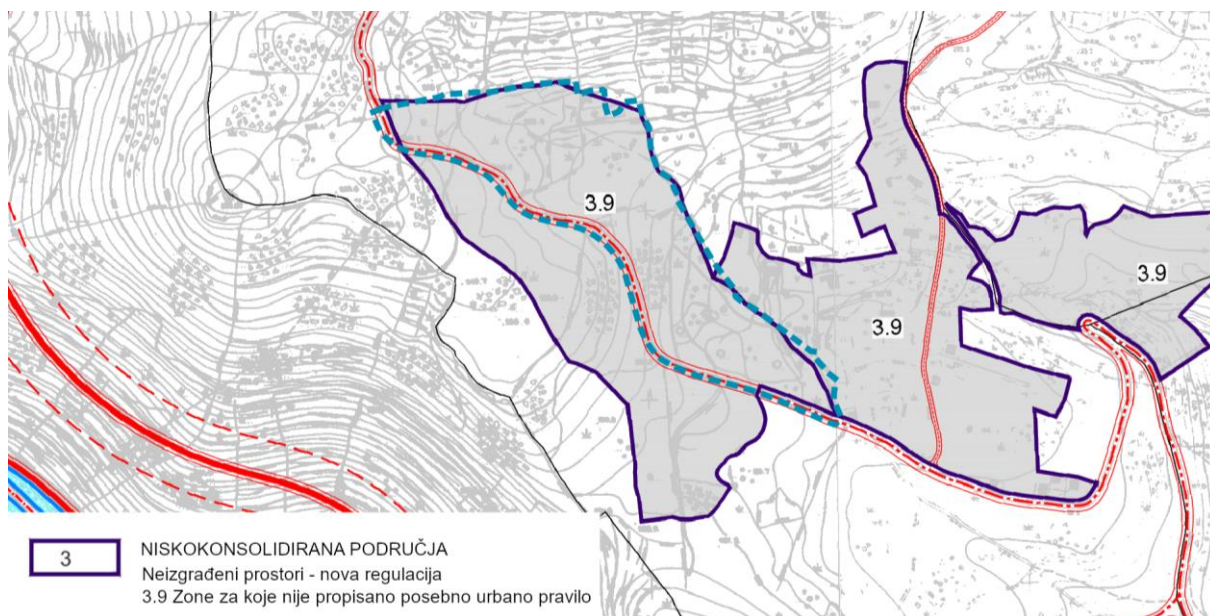 3.9
3.9
3.9
3
NISKOKONSOLIDIRANA PODRUČJA
Neizgrađeni prostori - nova regulacija
3.9 Zone za koje nije propisano posebno urbano pravilo